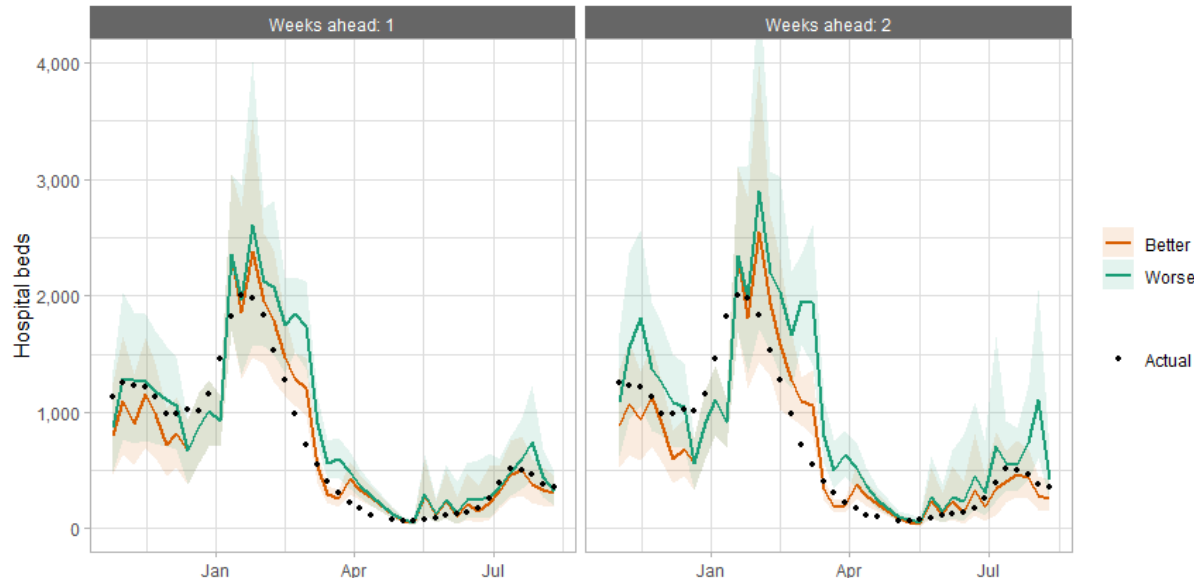 Weeks ahead: 1
Weeks ahead: 2
4,000
3,000
2,000
1,000
0
Hospital beds
Jan
Apr
Jul
Jan
Apr
Jul
Better
Worse
Actual